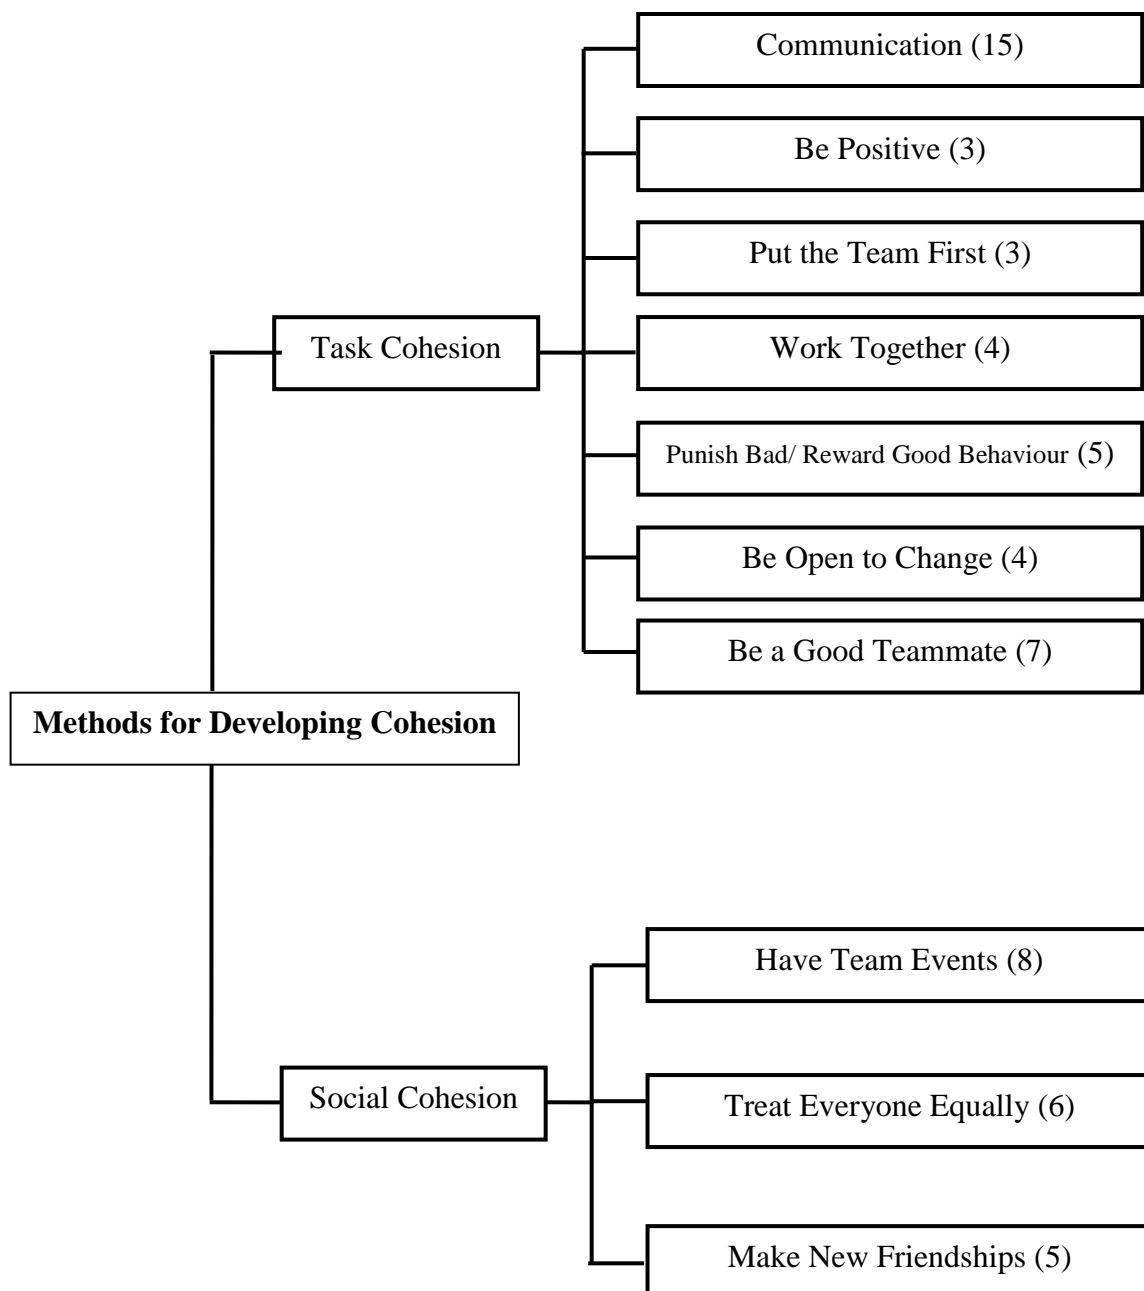 Communication (15)
Be Positive (3)
Put the Team First (3)
Task Cohesion
Work Together (4)
Punish Bad/ Reward Good Behaviour (5)
Be Open to Change (4)
Be a Good Teammate (7)
Methods for Developing Cohesion
Have Team Events (8)
Social Cohesion
Treat Everyone Equally (6)
Make New Friendships (5)